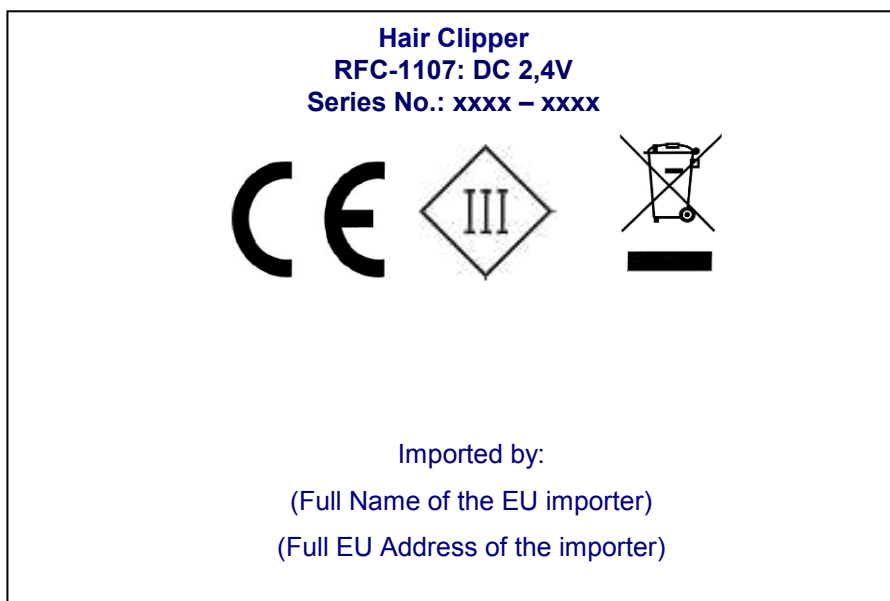 Hair Clipper
RFC-1107: DC 2,4V
Series No.: xxxx – xxxx
CE III
Imported by:
(Full Name of the EU importer)
(Full EU Address of the importer)